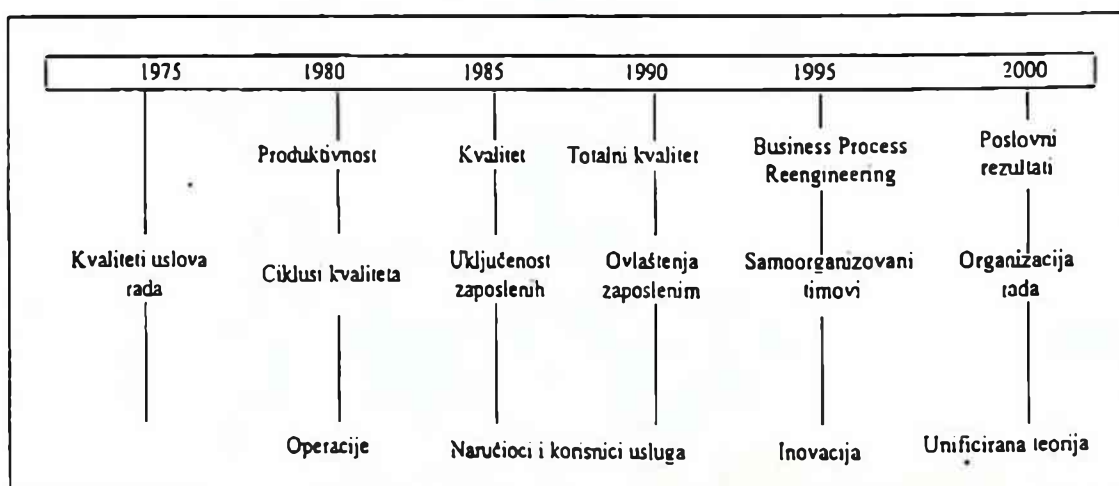 1975 1980 1985 1990 1995 2000
Produktivnost Kvalitet Totalni kvalitet Business Process Poslovni
Reengineering rezultati
Kvaliteti uslova Ciklusi kvaliteta Uključenost Ovlaštenja Samoorganizovani Organizacija
rada zaposlenih zaposlenim timovi rada
Operacije Naručioci i korisnici usluga Inovacija Unificirana teorija